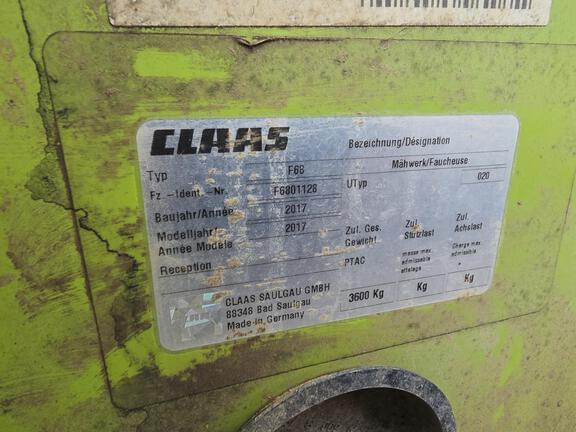 CLAAS
Bezeichnung/Désignation
Mähwerk/Faucheuse
Typ F68
UTyp 020
Fz.-Ident.-Nr. F6801128
Baujahr/Année 2017
Modelljahr/ 2017
Année Modèle
Reception
Zul. Ges. Gewicht
PTAC
3600 Kg
Zul. Stützlast
messe max admissible attelage
Kg
Zul. Achslast
Charge max admissible
Kg
CLAAS SAULGAU GMBH
88348 Bad Saulgau
Made in Germany